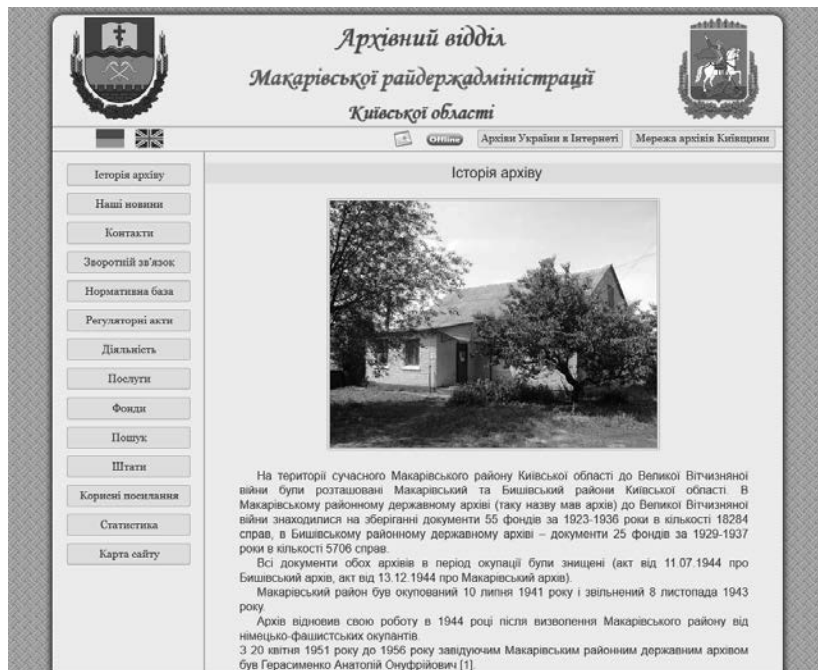 Архівний відділ
Макарівської райдержадміністрації
Київської області
Offline
Архіви України в Інтернеті
Мережа архівів Київщини
Історія архіву
Наші новини
Контакти
Зворотній зв'язок
Нормативна база
Регуляторні акти
Діяльність
Послуги
Фонди
Пошук
Штати
Корисні посилання
Статистика
Карта сайту
Історія архіву
На території сучасного Макарівського району Київської області до Великої Вітчизняної
війни були розташовані Макарівський та Бишівський райони Київської області. В
Макарівському районному державному архіві (таку назву мав архів) до Великої Вітчизняної
війни знаходилися на зберіганні документи 55 фондів за 1923-1936 роки в кількості 18284
справ, в Бишівському районному державному архіві – документи 25 фондів за 1929-1937
роки в кількості 5706 справ.
Всі документи обох архівів в період окупації були знищені (акт від 11.07.1944 про
Бишівський архів, акт від 13.12.1944 про Макарівський архів).
Макарівський район був окупований 10 липня 1941 року і звільнений 8 листопада 1943
року.
Архів відновив свою роботу в 1944 році після визволення Макарівського району від
німецько-фашистських окупантів.
З 20 квітня 1951 року до 1956 року завідуючим Макарівським районним державним архівом
був Герасименко Анатолій Онуфрійович [1].